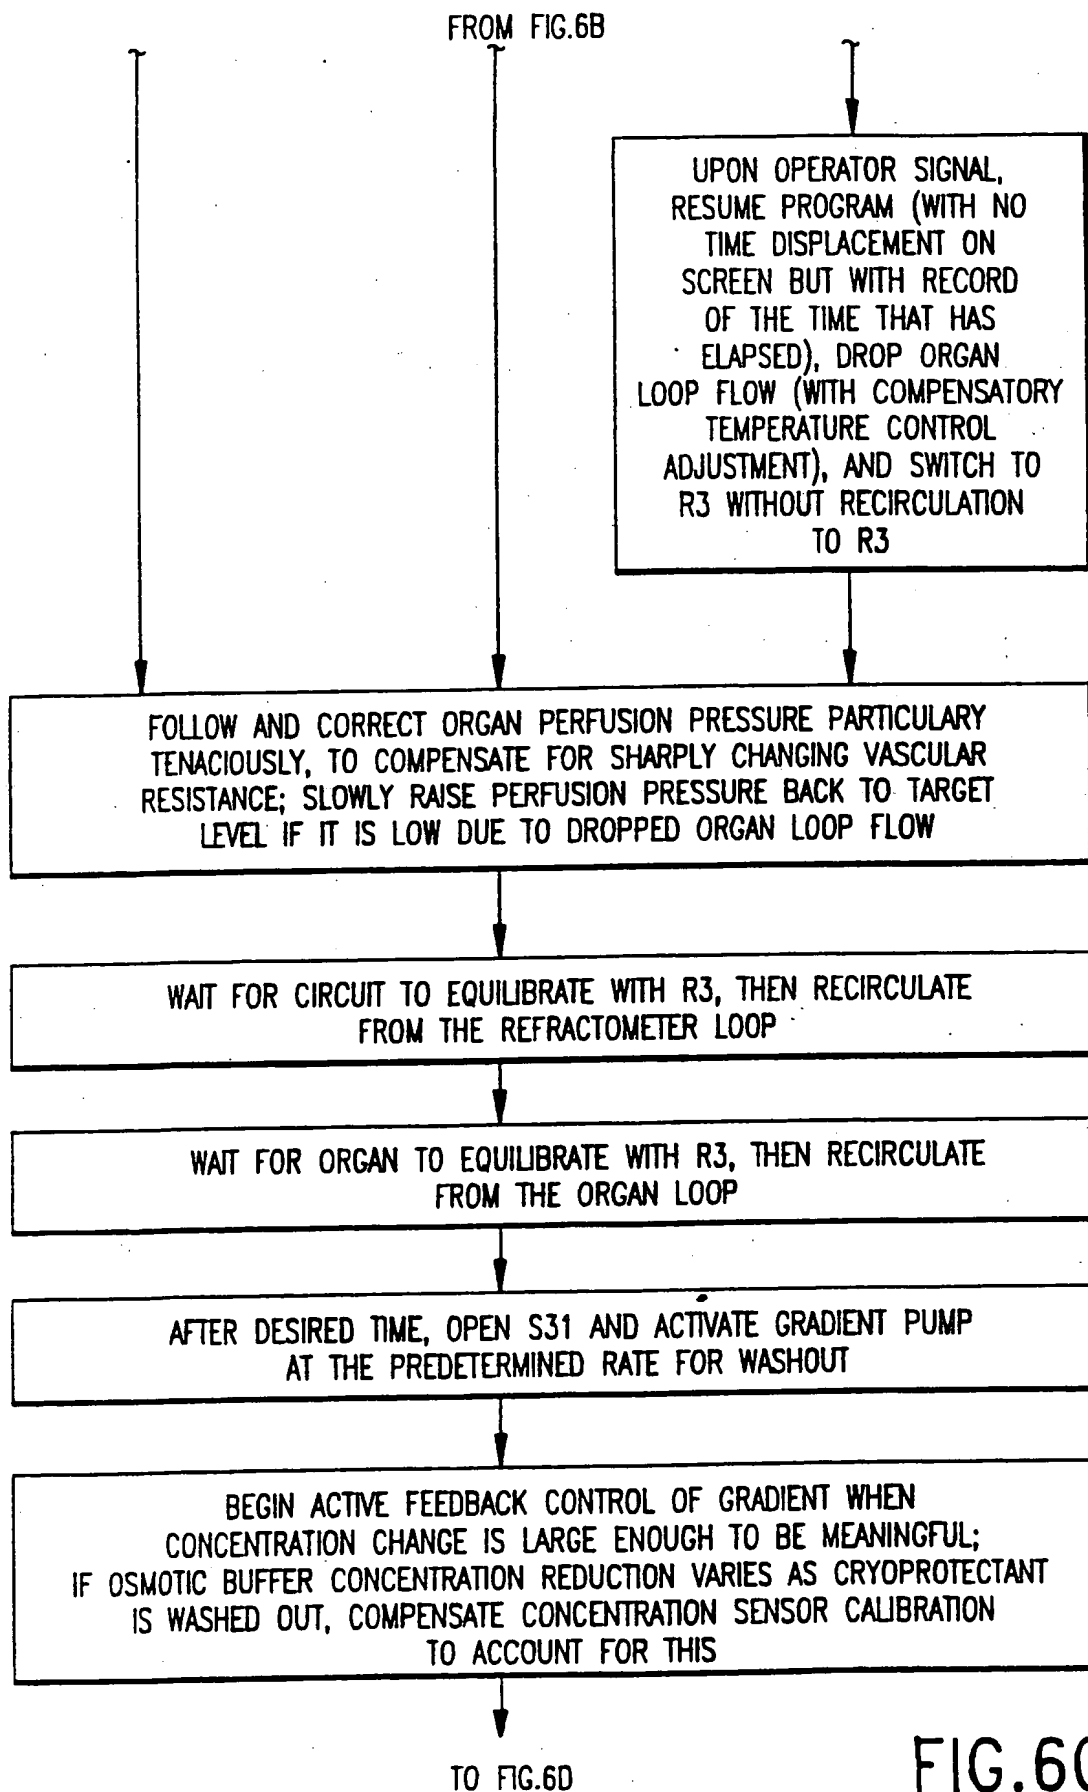 FROM FIG.6B
UPON OPERATOR SIGNAL,
RESUME PROGRAM (WITH NO
TIME DISPLACEMENT ON
SCREEN BUT WITH RECORD
OF THE TIME THAT HAS
ELAPSED), DROP ORGAN
LOOP FLOW (WITH COMPENSATORY
TEMPERATURE CONTROL
ADJUSTMENT), AND SWITCH TO
R3 WITHOUT RECIRCULATION
TO R3
FOLLOW AND CORRECT ORGAN PERFUSION PRESSURE PARTICULARY
TENACIOUSLY, TO COMPENSATE FOR SHARPLY CHANGING VASCULAR
RESISTANCE; SLOWLY RAISE PERFUSION PRESSURE BACK TO TARGET
LEVEL IF IT IS LOW DUE TO DROPPED ORGAN LOOP FLOW
WAIT FOR CIRCUIT TO EQUILIBRATE WITH R3, THEN RECIRCULATE
FROM THE REFRACTOMETER LOOP
WAIT FOR ORGAN TO EQUILIBRATE WITH R3, THEN RECIRCULATE
FROM THE ORGAN LOOP
AFTER DESIRED TIME, OPEN S31 AND ACTIVATE GRADIENT PUMP
AT THE PREDETERMINED RATE FOR WASHOUT
BEGIN ACTIVE FEEDBACK CONTROL OF GRADIENT WHEN
CONCENTRATION CHANGE IS LARGE ENOUGH TO BE MEANINGFUL;
IF OSMOTIC BUFFER CONCENTRATION REDUCTION VARIES AS CRYOPROTECTANT
IS WASHED OUT, COMPENSATE CONCENTRATION SENSOR CALIBRATION
TO ACCOUNT FOR THIS
TO FIG.6D
FIG.6C